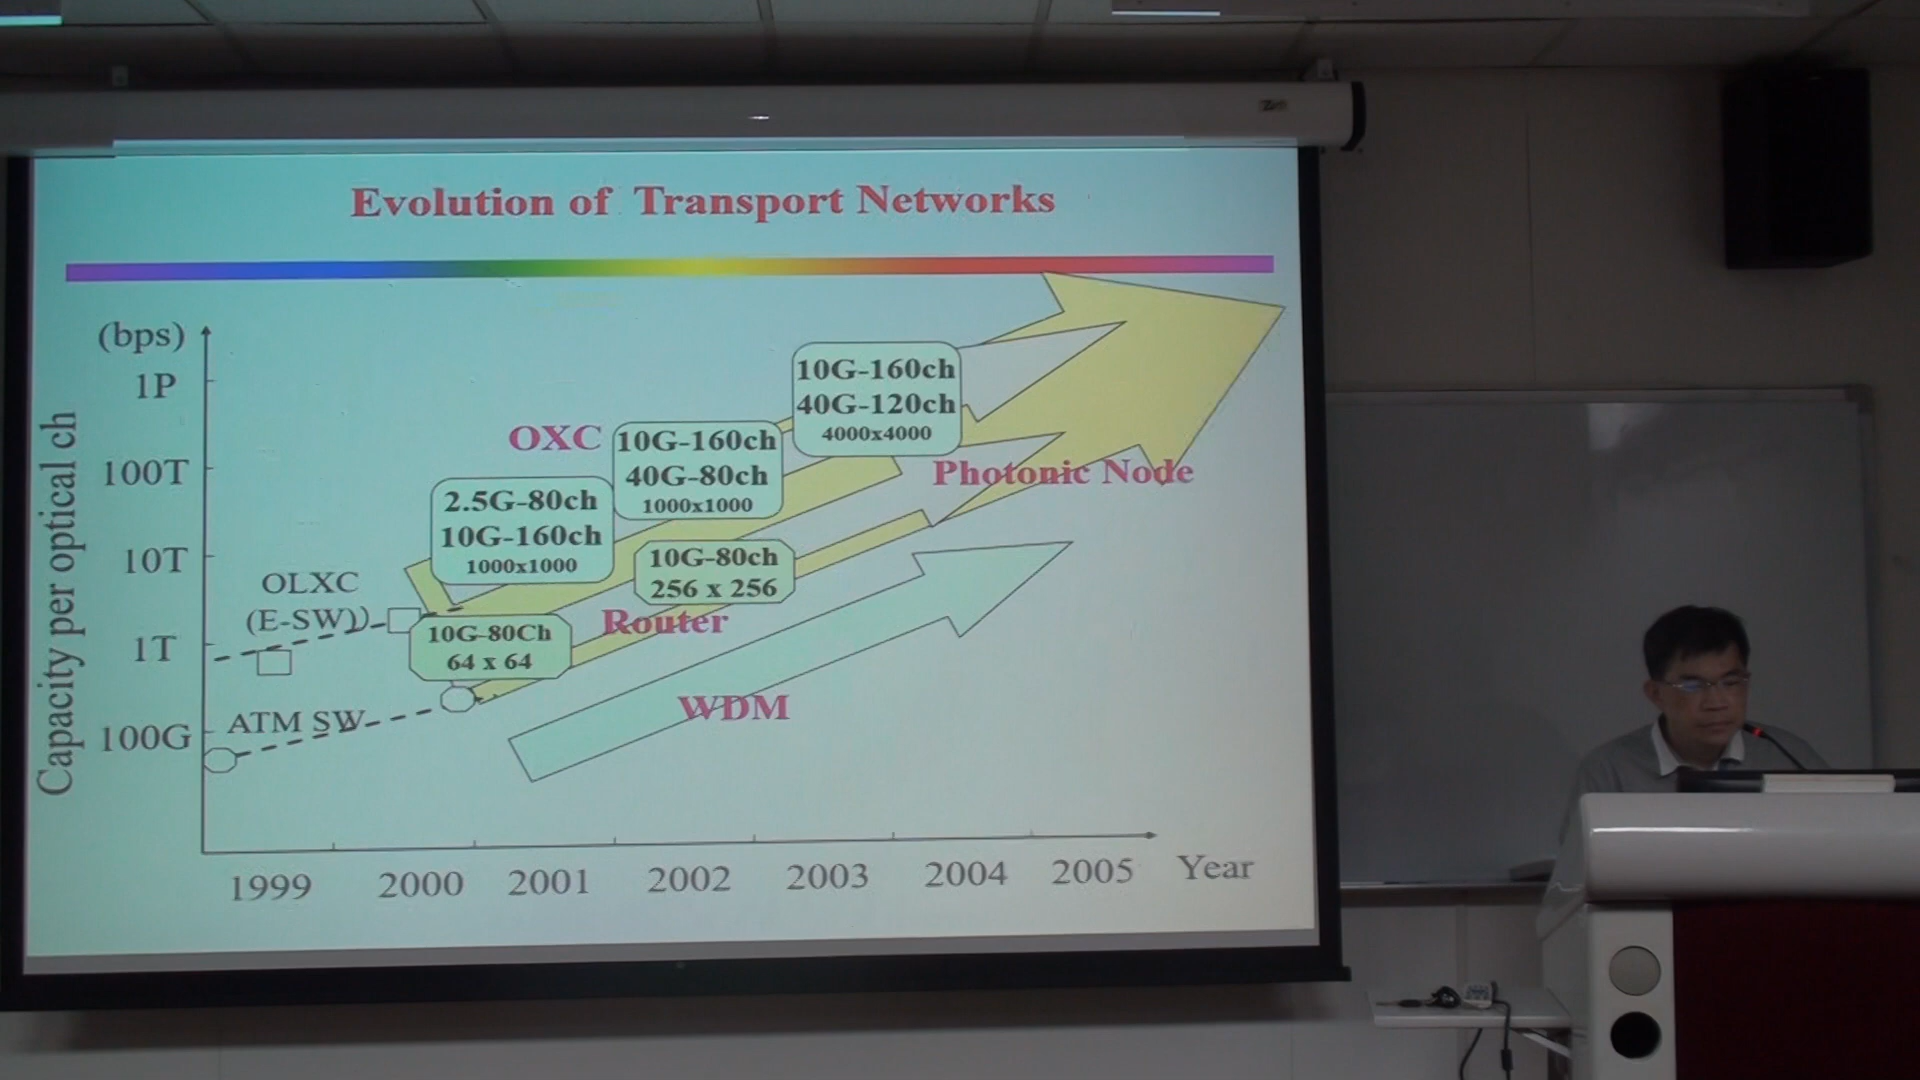 Evolution of Transport Networks
(bps)
1P
100T
10T
1T
100G
Capacity per optical ch
10G-160ch
40G-120ch
4000x4000
OXC
10G-160ch
40G-80ch
1000x1000
2.5G-80ch
10G-160ch
1000x1000
Photonic Node
10G-80ch
256 x 256
OLXC
(E-SW))
10G-80Ch
64 x 64
Router
WDM
ATM SW
1999 2000 2001 2002 2003 2004 2005 Year